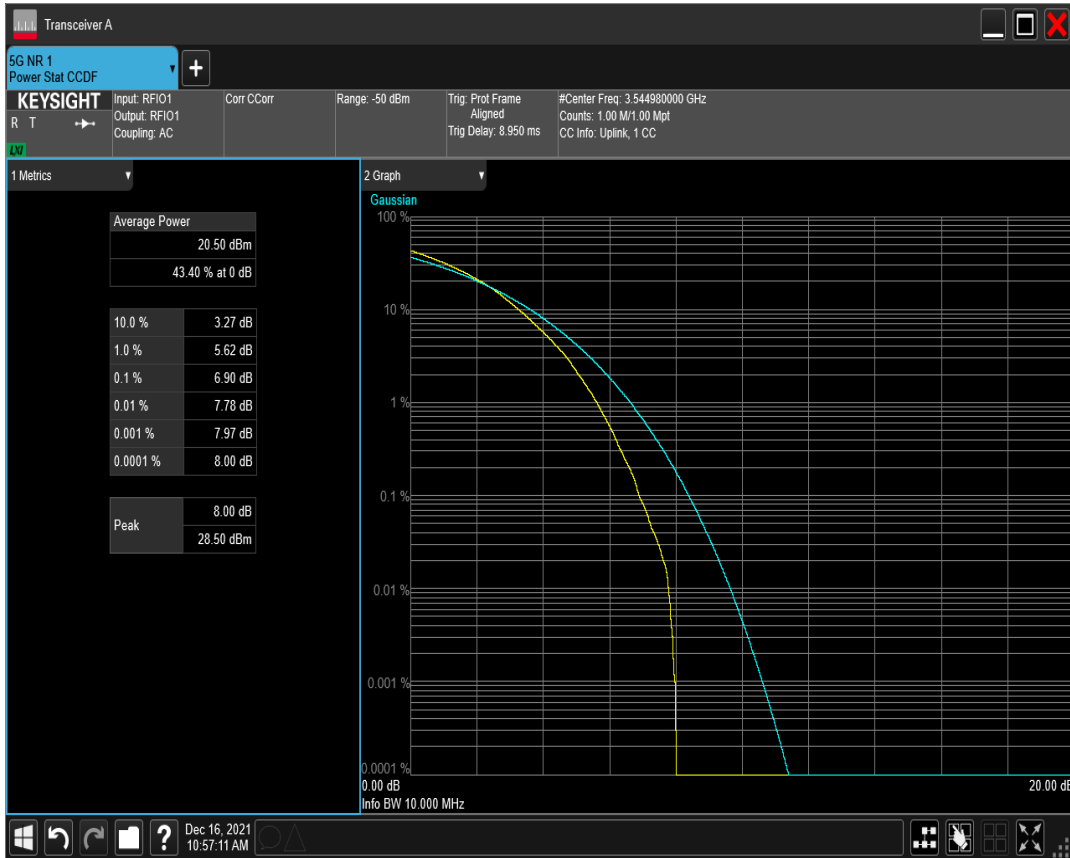 Transceiver A
5G NR 1
Power Stat CCDF
+
KEYSIGHT
R T
LXI
Input: RFIO1
Output: RFIO1
Coupling: AC
Corr CCorr
Range: -50 dBm
Trig: Prot Frame
Aligned
Trig Delay: 8.950 ms
#Center Freq: 3.544980000 GHz
Counts: 1.00 M/1.00 Mpt
CC Info: Uplink, 1 CC
1 Metrics
Average Power
20.50 dBm
43.40 % at 0 dB
10.0 % 3.27 dB
1.0 % 5.62 dB
0.1 % 6.90 dB
0.01 % 7.78 dB
0.001 % 7.97 dB
0.0001 % 8.00 dB
Peak 8.00 dB
28.50 dBm
2 Graph
Gaussian
100 %
10 %
1 %
0.1 %
0.01 %
0.001 %
0.0001 %
0.00 dB 20.00 dB
Info BW 10.000 MHz
?
Dec 16, 2021
10:57:11 AM